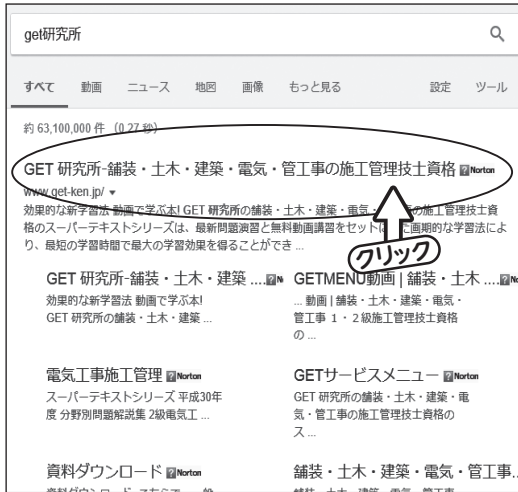 get研究所
すべて 動画 ニュース 地図 画像 もっと見る 設定 ツール
約 63,100,000 件 (0.27 秒)
GET 研究所-舗装・土木・建築・電気・管工事の施工管理技士資格 Norton
www.get-ken.jp/
効果的な新学習法 動画で学ぶ本! GET 研究所の舗装・土木・建築・電気・の施工管理技士資
格のスーパーテキストシリーズは、最新問題演習と無料動画講習をセットにした画期的な学習法によ
り、最短の学習時間で最大の学習効果を得ることができ ...
クリック
GET 研究所-舗装・土木・建築 ....
効果的な新学習法 動画で学ぶ本!
GET 研究所の舗装・土木・建築 ...
GETMENU動画 | 舗装・土木 ....
... 動画 | 舗装・土木・建築・電気・
管工事 1・2級施工管理技士資格
の ...
電気工事施工管理 Norton
スーパーテキストシリーズ 平成30年
度 分野別問題解説集 2級電気工 ...
GETサービスメニュー Norton
GET 研究所の舗装・土木・建築・電
気・管工事の施工管理技士資格の
ス ...
資料ダウンロード Norton
舗装・土木・建築・電気・管工事...